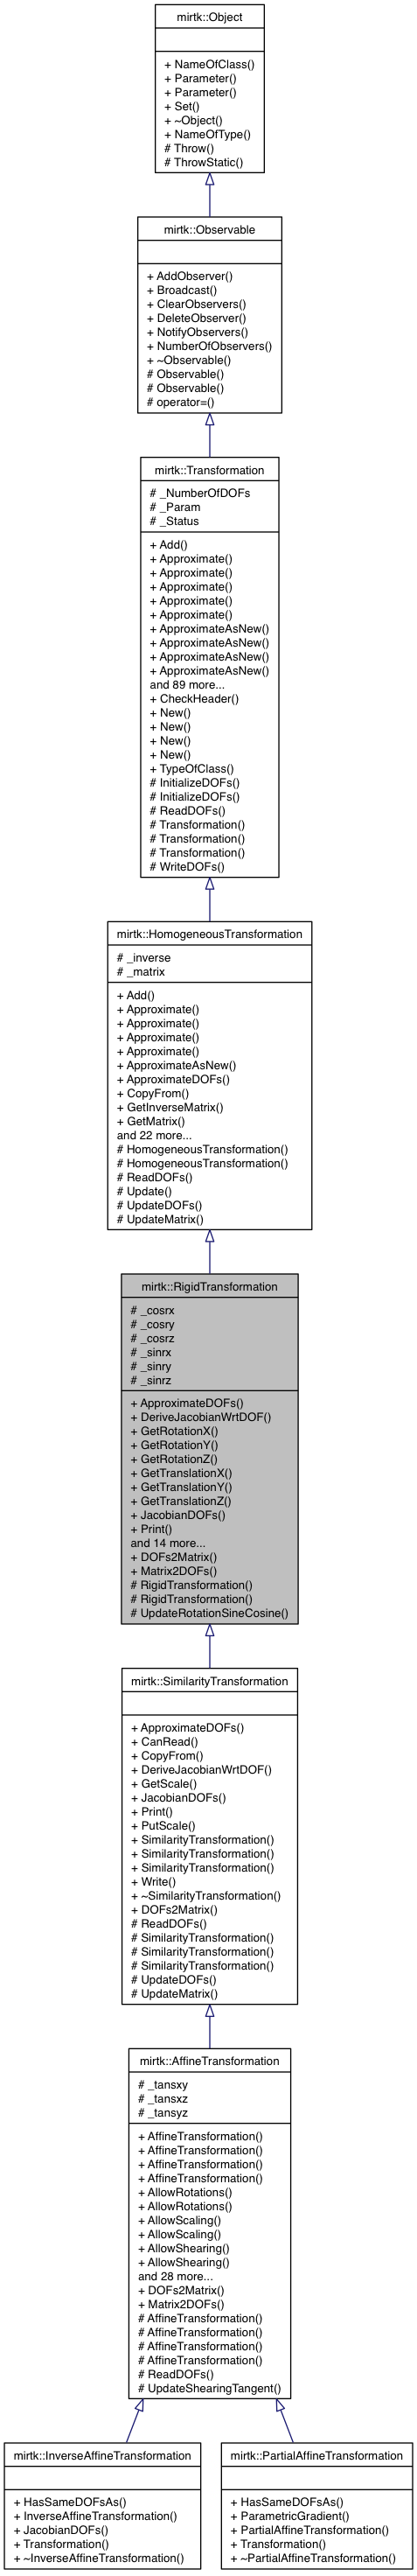 mirtk::Object
+ NameOfClass()
+ Parameter()
+ Parameter()
+ Set()
+ ~Object()
+ NameOfType()
# Throw()
# ThrowStatic()
mirtk::Observable
+ AddObserver()
+ Broadcast()
+ ClearObservers()
+ DeleteObserver()
+ NotifyObservers()
+ NumberOfObservers()
+ ~Observable()
# Observable()
# Observable()
# operator=()
mirtk::Transformation
# _NumberOfDOFs
# _Param
# _Status
+ Add()
+ Approximate()
+ Approximate()
+ Approximate()
+ Approximate()
+ Approximate()
+ ApproximateAsNew()
+ ApproximateAsNew()
+ ApproximateAsNew()
+ ApproximateAsNew()
and 89 more...
+ CheckHeader()
+ New()
+ New()
+ New()
+ New()
+ TypeOfClass()
# InitializeDOFs()
# InitializeDOFs()
# ReadDOFs()
# Transformation()
# Transformation()
# Transformation()
# WriteDOFs()
mirtk::HomogeneousTransformation
# _inverse
# _matrix
+ Add()
+ Approximate()
+ Approximate()
+ Approximate()
+ Approximate()
+ ApproximateAsNew()
+ ApproximateDOFs()
+ CopyFrom()
+ GetInverseMatrix()
+ GetMatrix()
and 22 more...
# HomogeneousTransformation()
# HomogeneousTransformation()
# ReadDOFs()
# Update()
# UpdateDOFs()
# UpdateMatrix()
mirtk::RigidTransformation
# _cosrx
# _cosry
# _cosrz
# _sinrx
# _sinry
# _sinrz
+ ApproximateDOFs()
+ DeriveJacobianWrtDOF()
+ GetRotationX()
+ GetRotationY()
+ GetRotationZ()
+ GetTranslationX()
+ GetTranslationY()
+ GetTranslationZ()
+ JacobianDOFs()
+ Print()
and 14 more...
+ DOFs2Matrix()
+ Matrix2DOFs()
# RigidTransformation()
# RigidTransformation()
# UpdateRotationSineCosine()
mirtk::SimilarityTransformation
+ ApproximateDOFs()
+ CanRead()
+ CopyFrom()
+ DeriveJacobianWrtDOF()
+ GetScale()
+ JacobianDOFs()
+ Print()
+ PutScale()
+ SimilarityTransformation()
+ SimilarityTransformation()
+ SimilarityTransformation()
+ Write()
+ ~SimilarityTransformation()
+ DOFs2Matrix()
# ReadDOFs()
# SimilarityTransformation()
# SimilarityTransformation()
# SimilarityTransformation()
# UpdateDOFs()
# UpdateMatrix()
mirtk::AffineTransformation
# _tansxy
# _tansxz
# _tansyz
+ AffineTransformation()
+ AffineTransformation()
+ AffineTransformation()
+ AffineTransformation()
+ AllowRotations()
+ AllowRotations()
+ AllowScaling()
+ AllowScaling()
+ AllowShearing()
+ AllowShearing()
and 28 more...
+ DOFs2Matrix()
+ Matrix2DOFs()
# AffineTransformation()
# AffineTransformation()
# AffineTransformation()
# AffineTransformation()
# ReadDOFs()
# UpdateShearingTangent()
mirtk::InverseAffineTransformation
+ HasSameDOFsAs()
+ InverseAffineTransformation()
+ JacobianDOFs()
+ Transformation()
+ ~InverseAffineTransformation()
mirtk::PartialAffineTransformation
+ HasSameDOFsAs()
+ ParametricGradient()
+ PartialAffineTransformation()
+ Transformation()
+ ~PartialAffineTransformation()